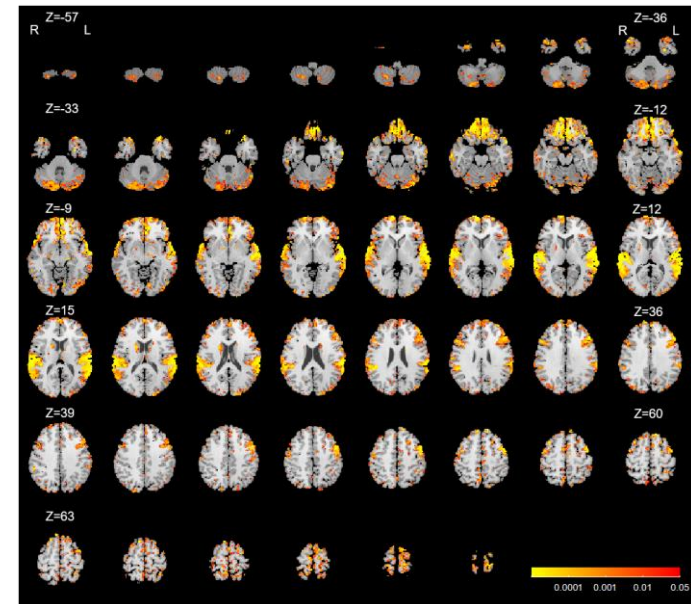 Z=-57
Z=-36
R L
R L
Z=-33
Z=-12
Z=-9
Z=12
Z=15
Z=36
Z=39
Z=60
Z=63
0.0001 0.001 0.01 0.05